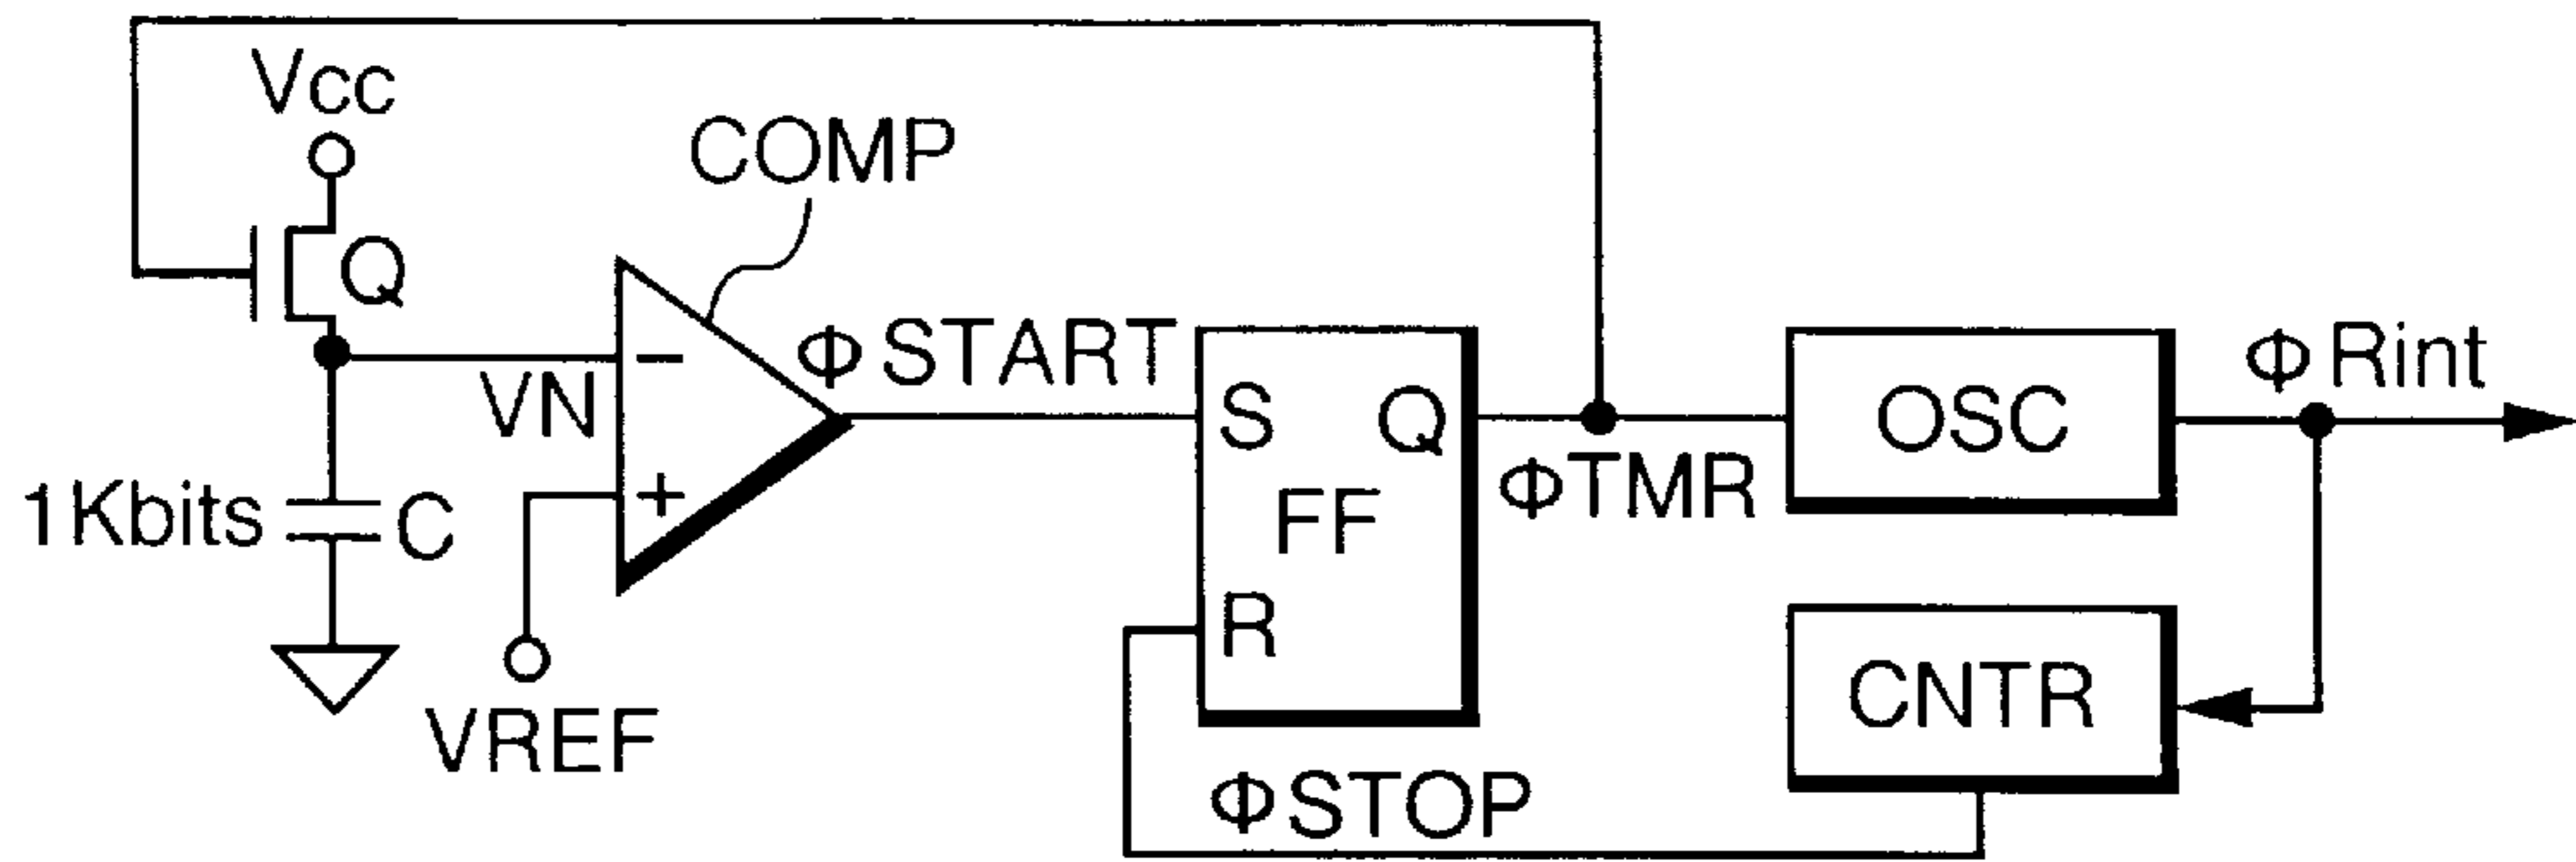 Vcc
COMP
Q
ΦSTART
ΦRint
VN
−
S
Q
OSC
1Kbits
C
+
FF
ΦTMR
R
CNTR
VREF
ΦSTOP